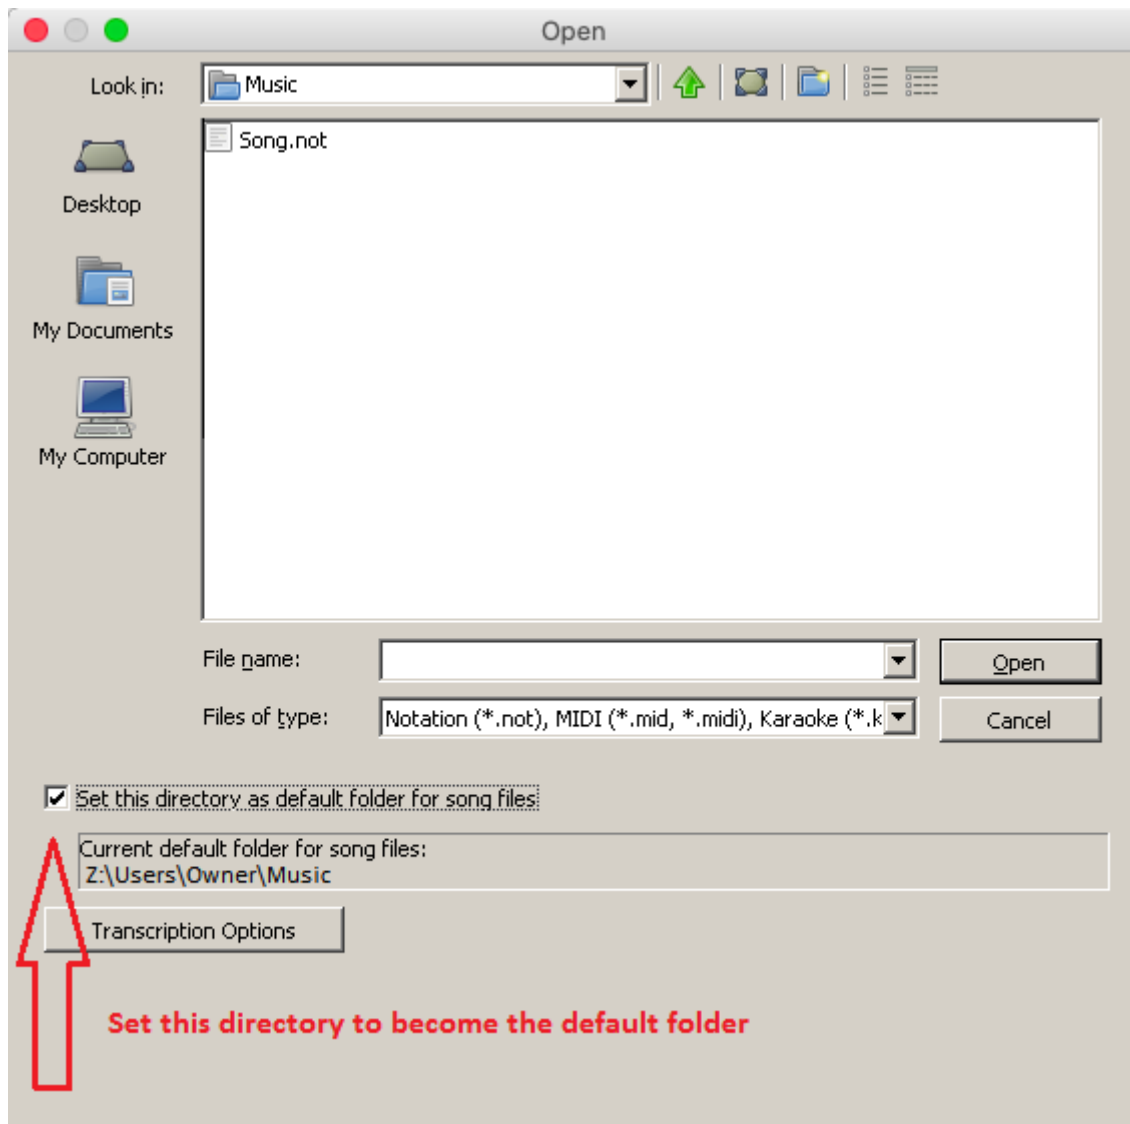 Open
Look in:
Music
Song.not
Desktop
My Documents
My Computer
File name:
Open
Files of type:
Notation (*.not), MIDI (*.mid, *.midi), Karaoke (*.k
Cancel
Set this directory as default folder for song files
Current default folder for song files:
Z:\Users\Owner\Music
Transcription Options
Set this directory to become the default folder